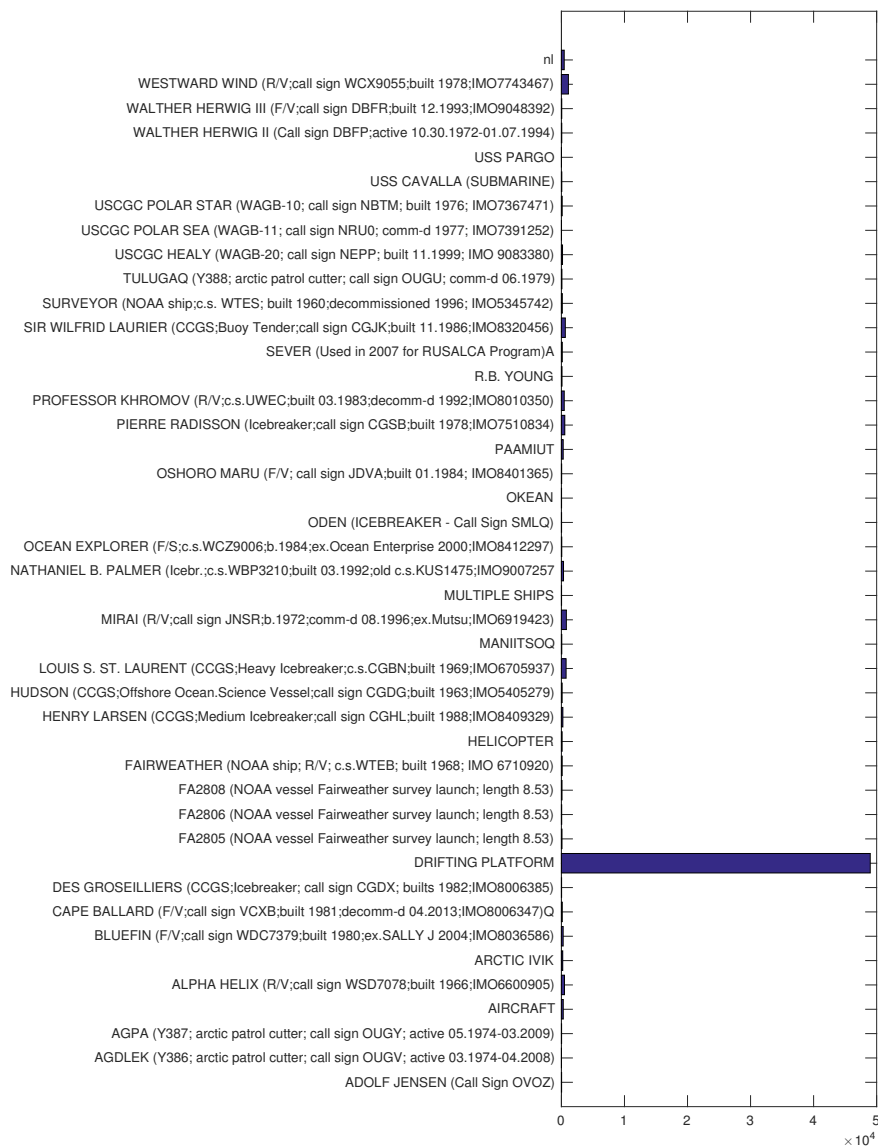 nl
WESTWARD WIND (R/V;call sign WCX9055;built 1978;IMO7743467)
WALTHER HERWIG III (F/V;call sign DBFR;built 12.1993;IMO9048392)
WALTHER HERWIG II (Call sign DBFP;active 10.30.1972-01.07.1994)
USS PARGO
USS CAVALLA (SUBMARINE)
USCGC POLAR STAR (WAGB-10; call sign NBTM; built 1976; IMO7367471)
USCGC POLAR SEA (WAGB-11; call sign NRU0; comm-d 1977; IMO7391252)
USCGC HEALY (WAGB-20; call sign NEPP; built 11.1999; IMO 9083380)
TULUGAQ (Y388; arctic patrol cutter; call sign OUGU; comm-d 06.1979)
SURVEYOR (NOAA ship;c.s. WTES; built 1960;decommissioned 1996; IMO5345742)
SIR WILFRID LAURIER (CCGS;Buoy Tender;call sign CGJK;built 11.1986;IMO8320456)
SEVER (Used in 2007 for RUSALCA Program)A
R.B. YOUNG
PROFESSOR KHROMOV (R/V;c.s.UWEC;built 03.1983;decomm-d 1992;IMO8010350)
PIERRE RADISSON (Icebreaker;call sign CGSB;built 1978;IMO7510834)
PAAMIUT
OSHORO MARU (F/V; call sign JDVA;built 01.1984; IMO8401365)
OKEAN
ODEN (ICEBREAKER - Call Sign SMLQ)
OCEAN EXPLORER (F/S;c.s.WCZ9006;b.1984;ex.Ocean Enterprise 2000;IMO8412297)
NATHANIEL B. PALMER (Icebr.;c.s.WBP3210;built 03.1992;old c.s.KUS1475;IMO9007257
MULTIPLE SHIPS
MIRAI (R/V;call sign JNSR;b.1972;comm-d 08.1996;ex.Mutsu;IMO6919423)
MANIITSOQ
LOUIS S. ST. LAURENT (CCGS;Heavy Icebreaker;c.s.CGBN;built 1969;IMO6705937)
HUDSON (CCGS;Offshore Ocean.Science Vessel;call sign CGDG;built 1963;IMO5405279)
HENRY LARSEN (CCGS;Medium Icebreaker;call sign CGHL;built 1988;IMO8409329)
HELICOPTER
FAIRWEATHER (NOAA ship; R/V; c.s.WTEB; built 1968; IMO 6710920)
FA2808 (NOAA vessel Fairweather survey launch; length 8.53)
FA2806 (NOAA vessel Fairweather survey launch; length 8.53)
FA2805 (NOAA vessel Fairweather survey launch; length 8.53)
DRIFTING PLATFORM
DES GROSEILLIERS (CCGS;Icebreaker; call sign CGDX; builts 1982;IMO8006385)
CAPE BALLARD (F/V;call sign VCXB;built 1981;decomm-d 04.2013;IMO8006347)Q
BLUEFIN (F/V;call sign WDC7379;built 1980;ex.SALLY J 2004;IMO8036586)
ARCTIC IVIK
ALPHA HELIX (R/V;call sign WSD7078;built 1966;IMO6600905)
AIRCRAFT
AGPA (Y387; arctic patrol cutter; call sign OUGY; active 05.1974-03.2009)
AGDLEK (Y386; arctic patrol cutter; call sign OUGV; active 03.1974-04.2008)
ADOLF JENSEN (Call Sign OVOZ)
0 1 2 3 4 5
× 10^4